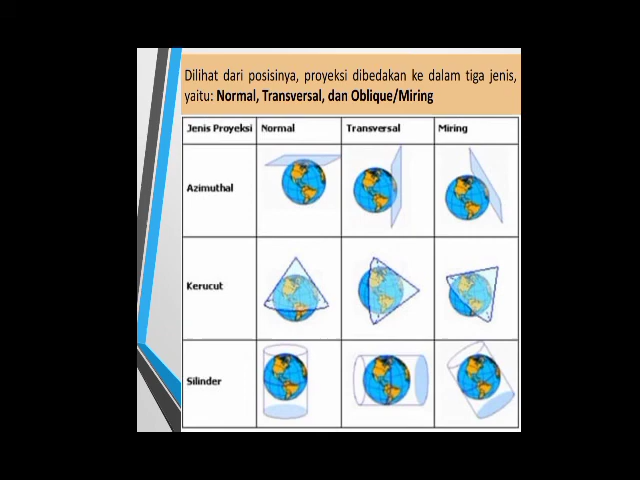 Dilihat dari posisinya, proyeksi dibedakan ke dalam tiga jenis,
yaitu: Normal, Transversal, dan Oblique/Miring
Jenis Proyeksi Normal Transversal Miring
Azimuthal
Kerucut
Silinder